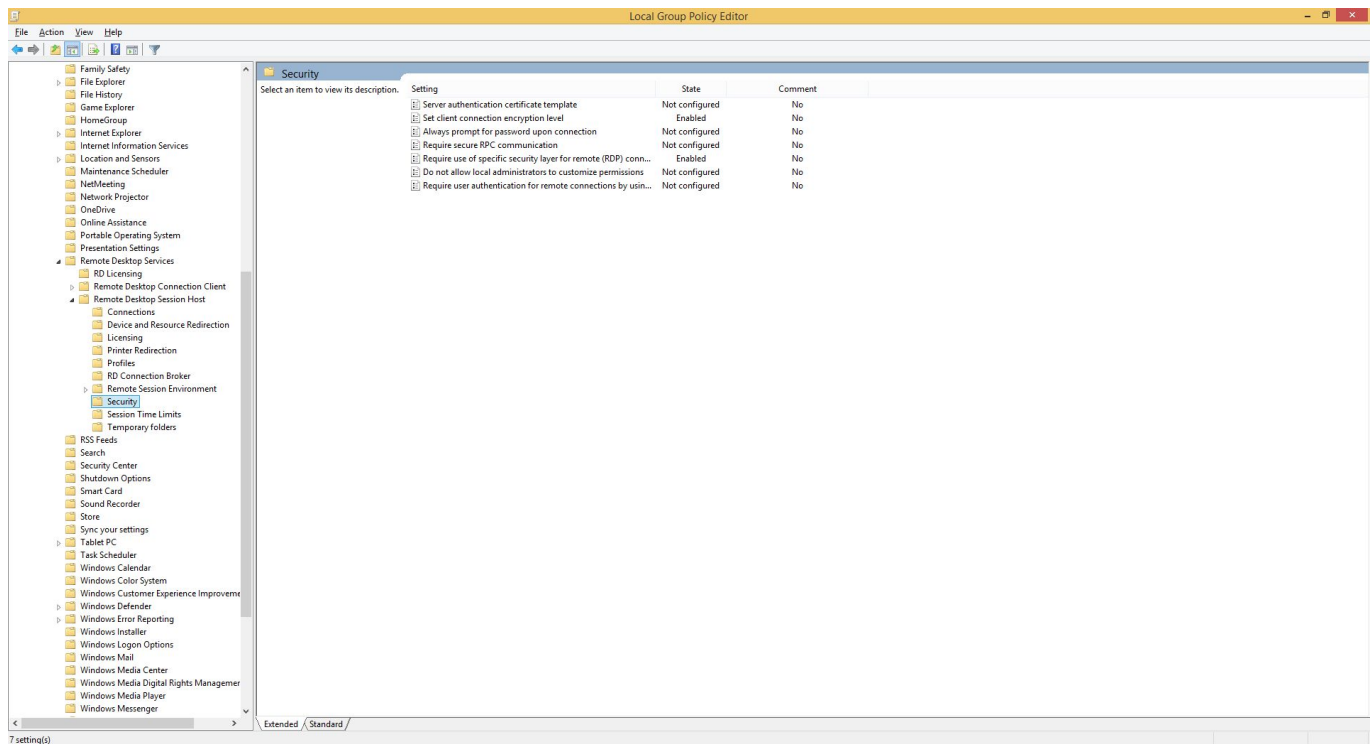 Local Group Policy Editor
File Action View Help
Family Safety
File Explorer
File History
Game Explorer
HomeGroup
Internet Explorer
Internet Information Services
Location and Sensors
Maintenance Scheduler
NetMeeting
Network Projector
OneDrive
Online Assistance
Portable Operating System
Presentation Settings
Remote Desktop Services
RD Licensing
Remote Desktop Connection Client
Remote Desktop Session Host
Connections
Device and Resource Redirection
Licensing
Printer Redirection
Profiles
RD Connection Broker
Remote Session Environment
Security
Session Time Limits
Temporary folders
RSS Feeds
Search
Security Center
Shutdown Options
Smart Card
Sound Recorder
Store
Sync your settings
Tablet PC
Task Scheduler
Windows Calendar
Windows Color System
Windows Customer Experience Improveme
Windows Defender
Windows Error Reporting
Windows Installer
Windows Logon Options
Windows Mail
Windows Media Center
Windows Media Digital Rights Managemer
Windows Media Player
Windows Messenger
Security
Select an item to view its description.
Setting State Comment
Server authentication certificate template Not configured No
Set client connection encryption level Enabled No
Always prompt for password upon connection Not configured No
Require secure RPC communication Not configured No
Require use of specific security layer for remote (RDP) conn... Enabled No
Do not allow local administrators to customize permissions Not configured No
Require user authentication for remote connections by usin... Not configured No
Extended Standard
7 setting(s)